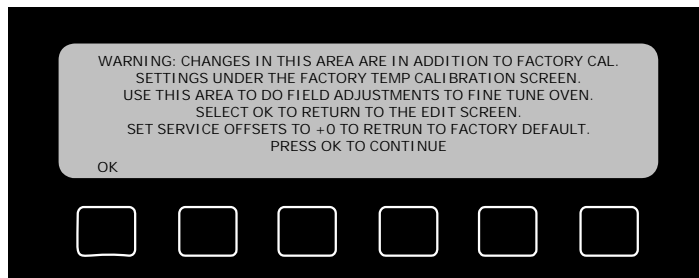 WARNING: CHANGES IN THIS AREA ARE IN ADDITION TO FACTORY CAL.
SETTINGS UNDER THE FACTORY TEMP CALIBRATION SCREEN.
USE THIS AREA TO DO FIELD ADJUSTMENTS TO FINE TUNE OVEN.
SELECT OK TO RETURN TO THE EDIT SCREEN.
SET SERVICE OFFSETS TO +0 TO RETRUN TO FACTORY DEFAULT.
PRESS OK TO CONTINUE
OK